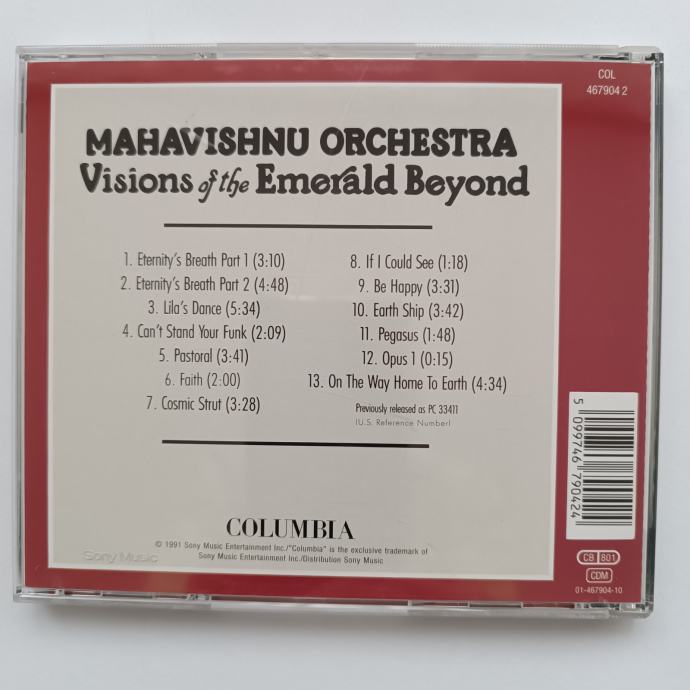 COL
467904 2
MAHAVISHNU ORCHESTRA
Visions of the Emerald Beyond
1. Eternity's Breath Part 1 (3:10)
2. Eternity's Breath Part 2 (4:48)
3. Lila's Dance (5:34)
4. Can't Stand Your Funk (2:09)
5. Pastoral (3:41)
6. Faith (2:00)
7. Cosmic Strut (3:28)
8. If I Could See (1:18)
9. Be Happy (3:31)
10. Earth Ship (3:42)
11. Pegasus (1:48)
12. Opus 1 (0:15)
13. On The Way Home To Earth (4:34)
Previously released as PC 33411
(U.S. Reference Number)
COLUMBIA
© 1991 Sony Music Entertainment Inc./"Columbia" is the exclusive trademark of
Sony Music Entertainment Inc./Distribution Sony Music
Sony Music
5 099746 790424
CB 801
CDM
01-467904-10